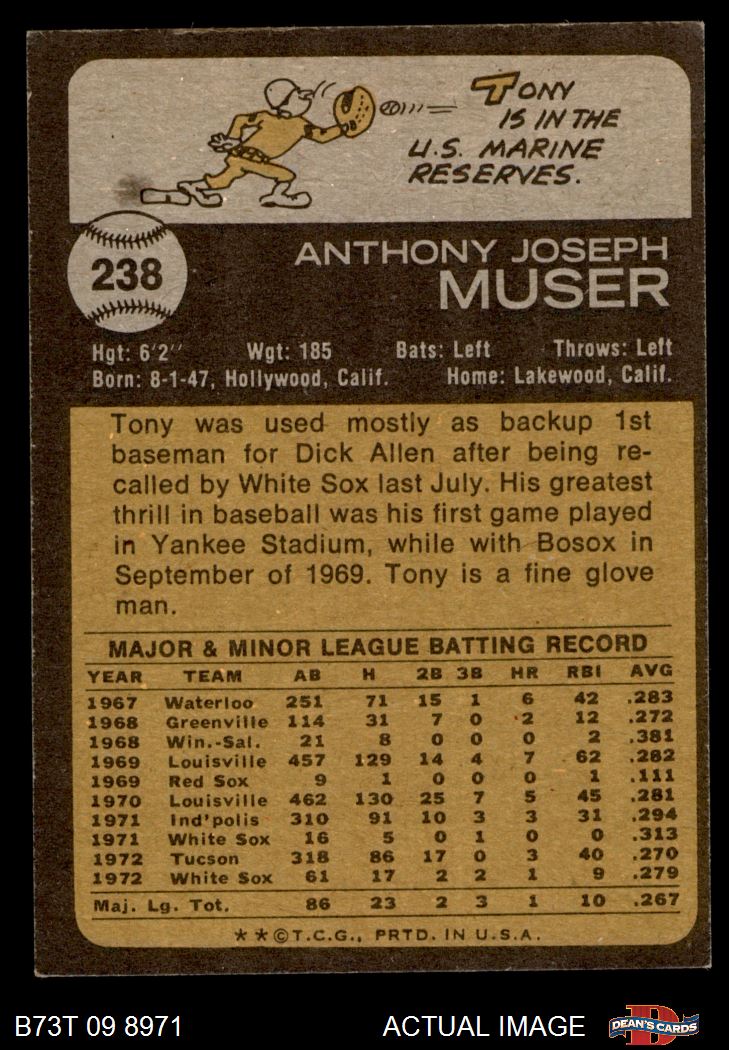 TONY
IS IN THE
U.S. MARINE
RESERVES.
238
ANTHONY JOSEPH
MUSER
Hgt: 6'2" Wgt: 185 Bats: Left Throws: Left
Born: 8-1-47, Hollywood, Calif. Home: Lakewood, Calif.
Tony was used mostly as backup 1st
baseman for Dick Allen after being re-
called by White Sox last July. His greatest
thrill in baseball was his first game played
in Yankee Stadium, while with Bosox in
September of 1969. Tony is a fine glove
man.
MAJOR & MINOR LEAGUE BATTING RECORD
YEAR TEAM AB H 2B 3B HR RBI AVG
1967 Waterloo 251 71 15 1 6 42 .283
1968 Greenville 114 31 7 0 2 12 .272
1968 Win.-Sal. 21 8 0 0 0 2 .381
1969 Louisville 457 129 14 4 7 62 .282
1969 Red Sox 9 1 0 0 0 1 .111
1970 Louisville 462 130 25 7 5 45 .281
1971 Ind'polis 310 91 10 3 3 31 .294
1971 White Sox 16 5 0 1 0 0 .313
1972 Tucson 318 86 17 0 3 40 .270
1972 White Sox 61 17 2 2 1 9 .279
Maj. Lg. Tot. 86 23 2 3 1 10 .267
**©T.C.G., PRTD. IN U.S.A.
B73T 09 8971 ACTUAL IMAGE DEAN'S CARDS